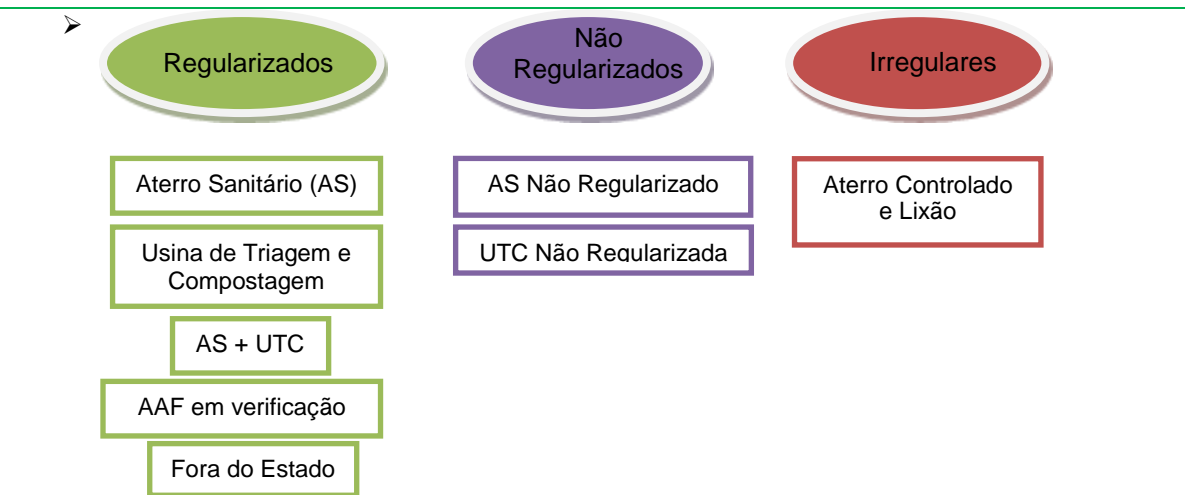 ➢
Regularizados
Aterro Sanitário (AS)
Usina de Triagem e
Compostagem
AS + UTC
AAF em verificação
Fora do Estado
Não
Regularizados
AS Não Regularizado
UTC Não Regularizada
Irregulares
Aterro Controlado
e Lixão